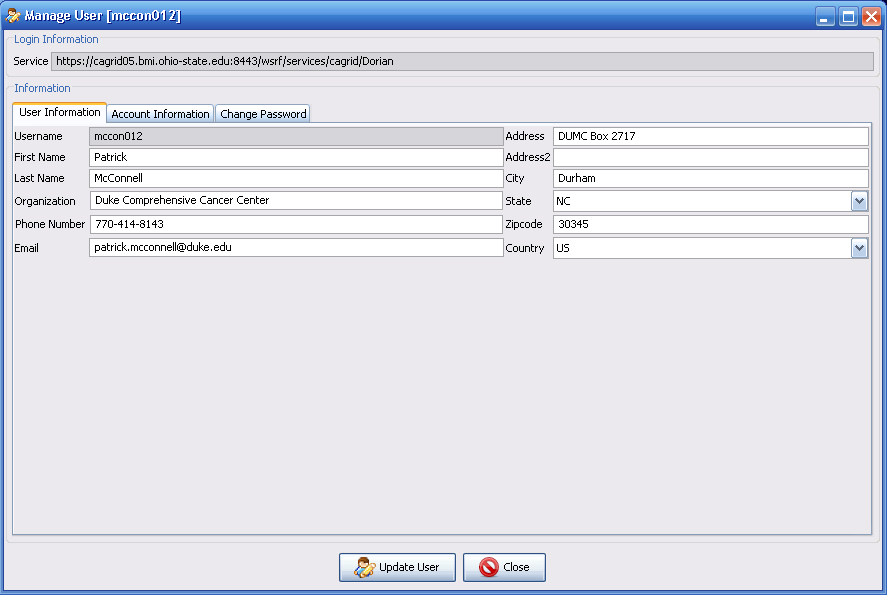 Manage User [mccon012]
Login Information
Service https://cagrid05.bmi.ohio-state.edu:8443/wsrf/services/cagrid/Dorian
Information
User Information Account Information Change Password
Username mccon012 Address DUMC Box 2717
First Name Patrick Address2
Last Name McConnell City Durham
Organization Duke Comprehensive Cancer Center State NC
Phone Number 770-414-8143 Zipcode 30345
Email patrick.mcconnell@duke.edu Country US
Update User Close